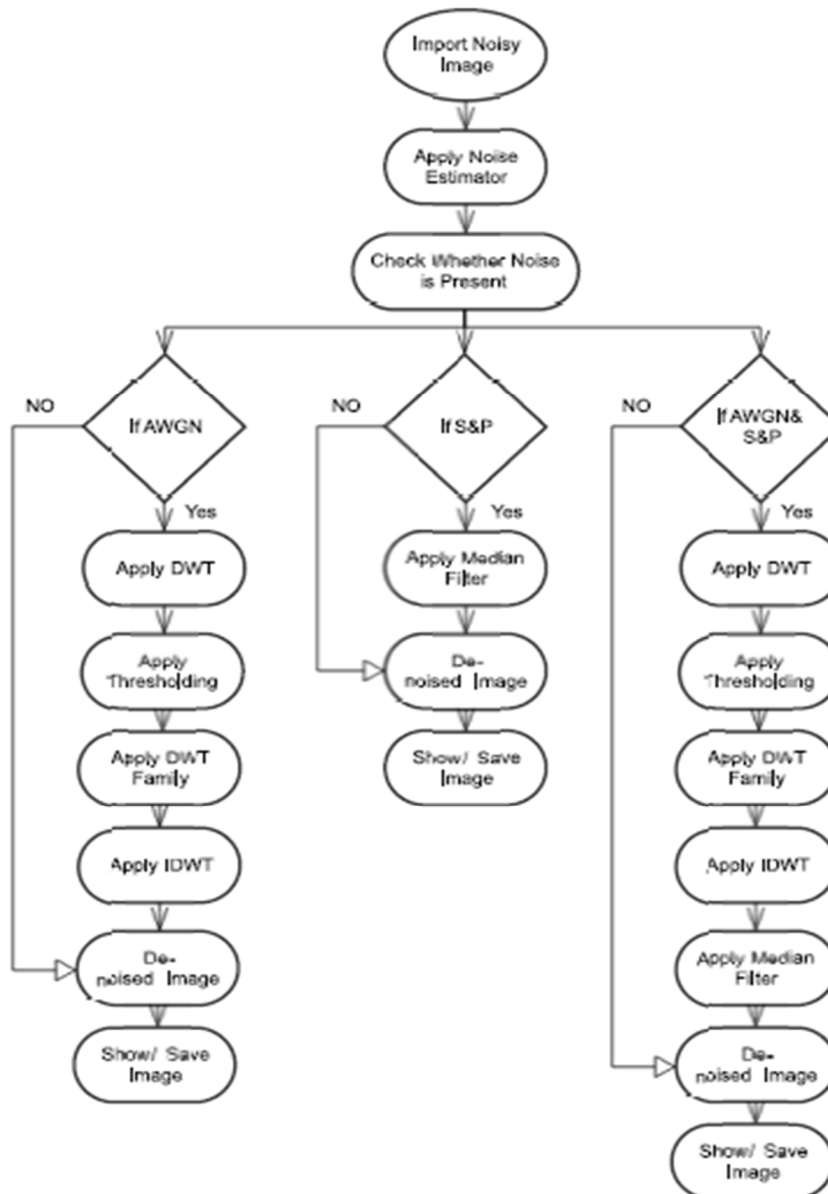 Import Noisy
Image
Apply Noise
Estimator
Check Whether Noise
is Present
NO
If AWGN
Yes
Apply DWT
Apply
Thresholding
Apply DWT
Family
Apply IDWT
De-
noised Image
Show/ Save
Image
NO
If S&P
Yes
Apply Median
Filter
De-
noised Image
Show/ Save
Image
NO
If AWGN&
S&P
Yes
Apply DWT
Apply
Thresholding
Apply DWT
Family
Apply IDWT
Apply Median
Filter
De-
noised Image
Show/ Save
Image